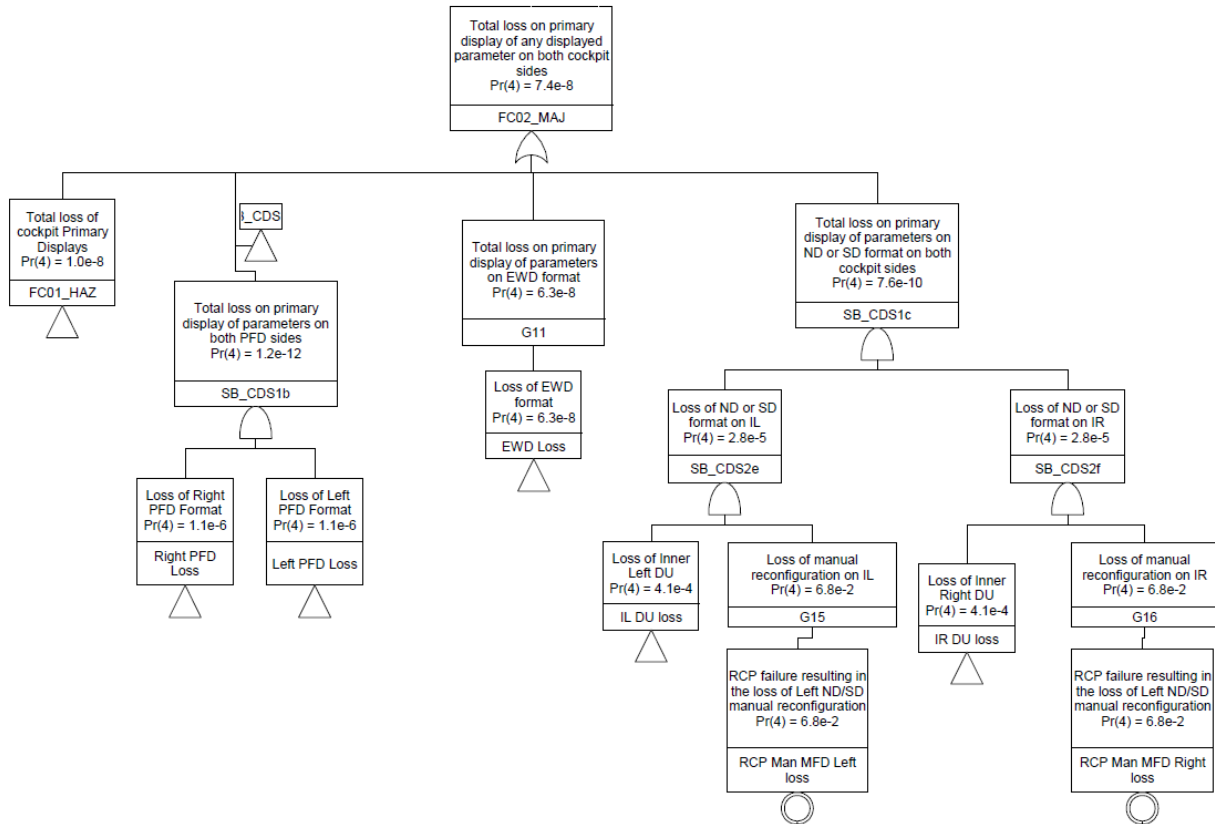 Total loss on primary
display of any displayed
parameter on both cockpit
sides
Pr(4) = 7.4e-8
FC02_MAJ
Total loss of
cockpit Primary
Displays
Pr(4) = 1.0e-8
FC01_HAZ
_CDS
Total loss on primary
display of parameters on
both PFD sides
Pr(4) = 1.2e-12
SB_CDS1b
Loss of Right
PFD Format
Pr(4) = 1.1e-6
Right PFD
Loss
Loss of Left
PFD Format
Pr(4) = 1.1e-6
Left PFD Loss
Total loss on primary
display of parameters
on EWD format
Pr(4) = 6.3e-8
G11
Loss of EWD
format
Pr(4) = 6.3e-8
EWD Loss
Total loss on primary
display of parameters on
ND or SD format on both
cockpit sides
Pr(4) = 7.6e-10
SB_CDS1c
Loss of ND or SD
format on IL
Pr(4) = 2.8e-5
SB_CDS2e
Loss of Inner
Left DU
Pr(4) = 4.1e-4
IL DU loss
Loss of manual
reconfiguration on IL
Pr(4) = 6.8e-2
G15
RCP failure resulting in
the loss of Left ND/SD
manual reconfiguration
Pr(4) = 6.8e-2
RCP Man MFD Left
loss
Loss of ND or SD
format on IR
Pr(4) = 2.8e-5
SB_CDS2f
Loss of Inner
Right DU
Pr(4) = 4.1e-4
IR DU loss
Loss of manual
reconfiguration on IR
Pr(4) = 6.8e-2
G16
RCP failure resulting in
the loss of Left ND/SD
manual reconfiguration
Pr(4) = 6.8e-2
RCP Man MFD Right
loss